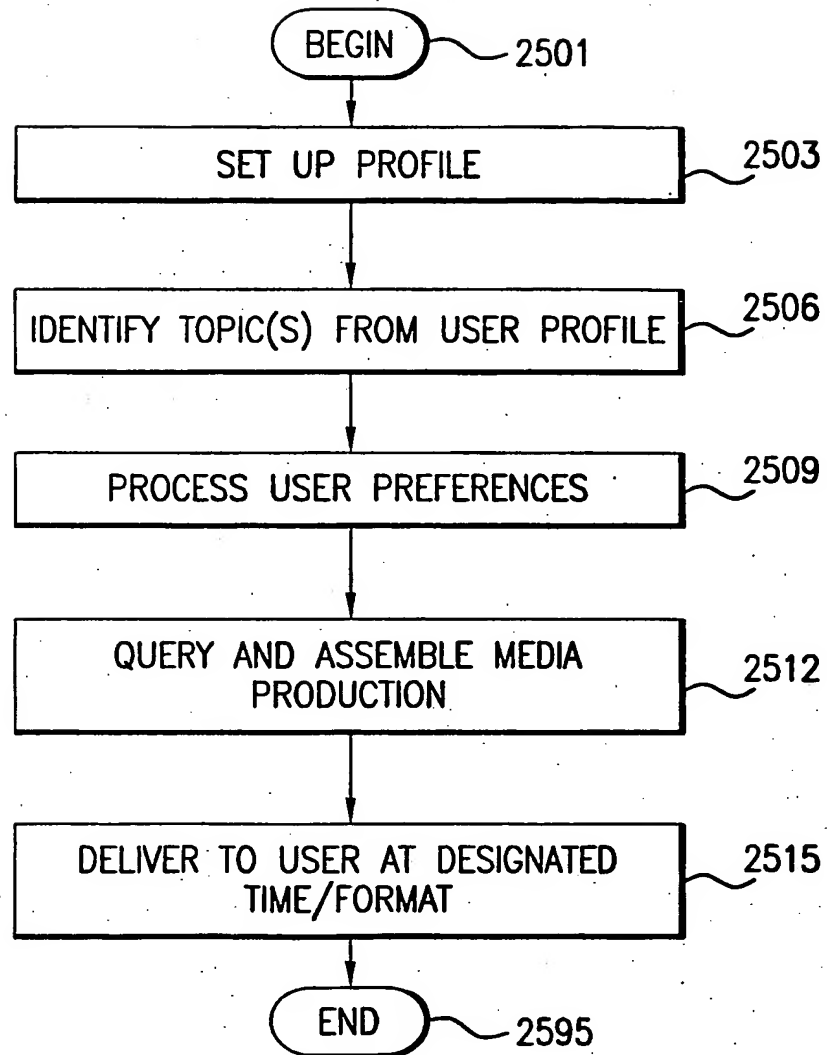 BEGIN
2501
SET UP PROFILE
2503
IDENTIFY TOPIC(S) FROM USER PROFILE
2506
PROCESS USER PREFERENCES
2509
QUERY AND ASSEMBLE MEDIA
PRODUCTION
2512
DELIVER TO USER AT DESIGNATED
TIME/FORMAT
2515
END
2595